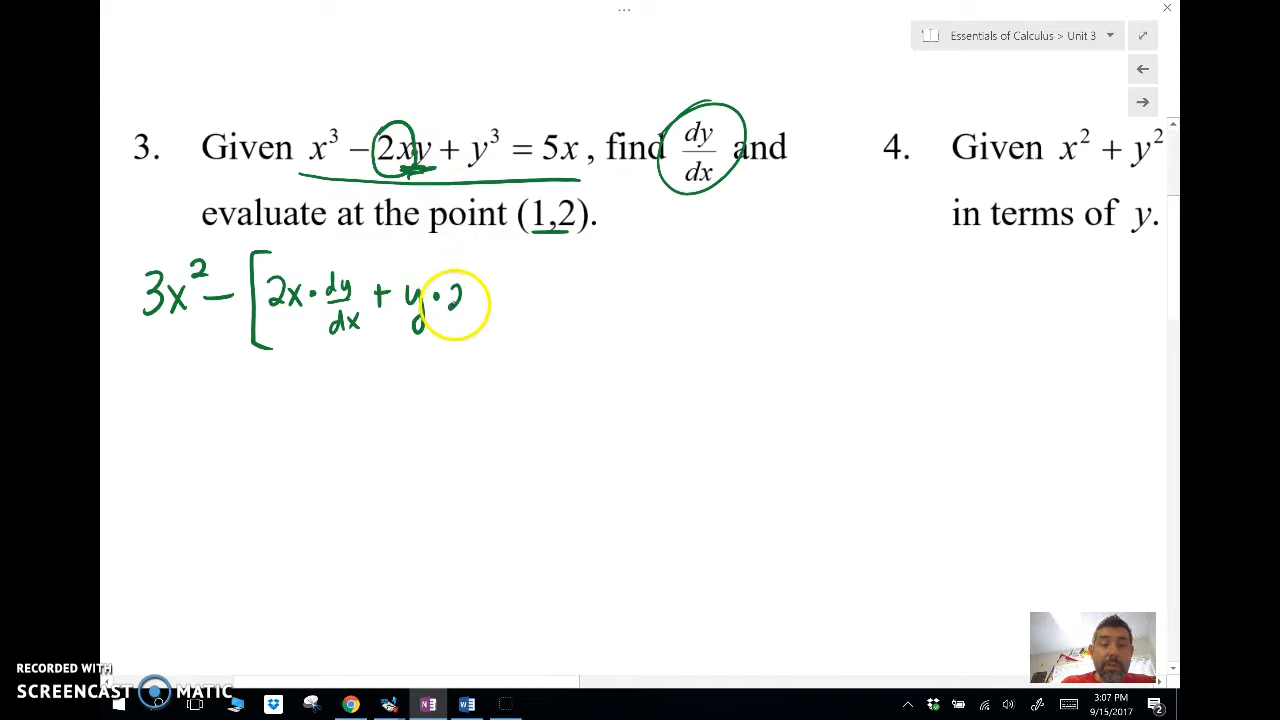 Essentials of Calculus > Unit 3
3. Given x³ − 2xy + y³ = 5x, find dy/dx and
evaluate at the point (1,2).
3x² − [2x · dy/dx + y · 2
4. Given x² + y²
in terms of y.
RECORDED WITH
SCREENCAST MATIC
3:07 PM
9/15/2017
2